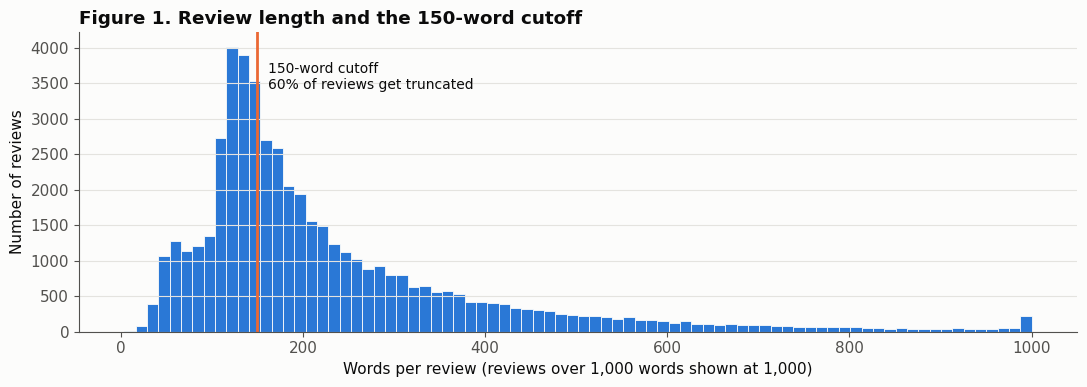 Figure 1. Review length and the 150-word cutoff
150-word cutoff
60% of reviews get truncated
Number of reviews
4000
3500
3000
2500
2000
1500
1000
500
0
0 200 400 600 800 1000
Words per review (reviews over 1,000 words shown at 1,000)